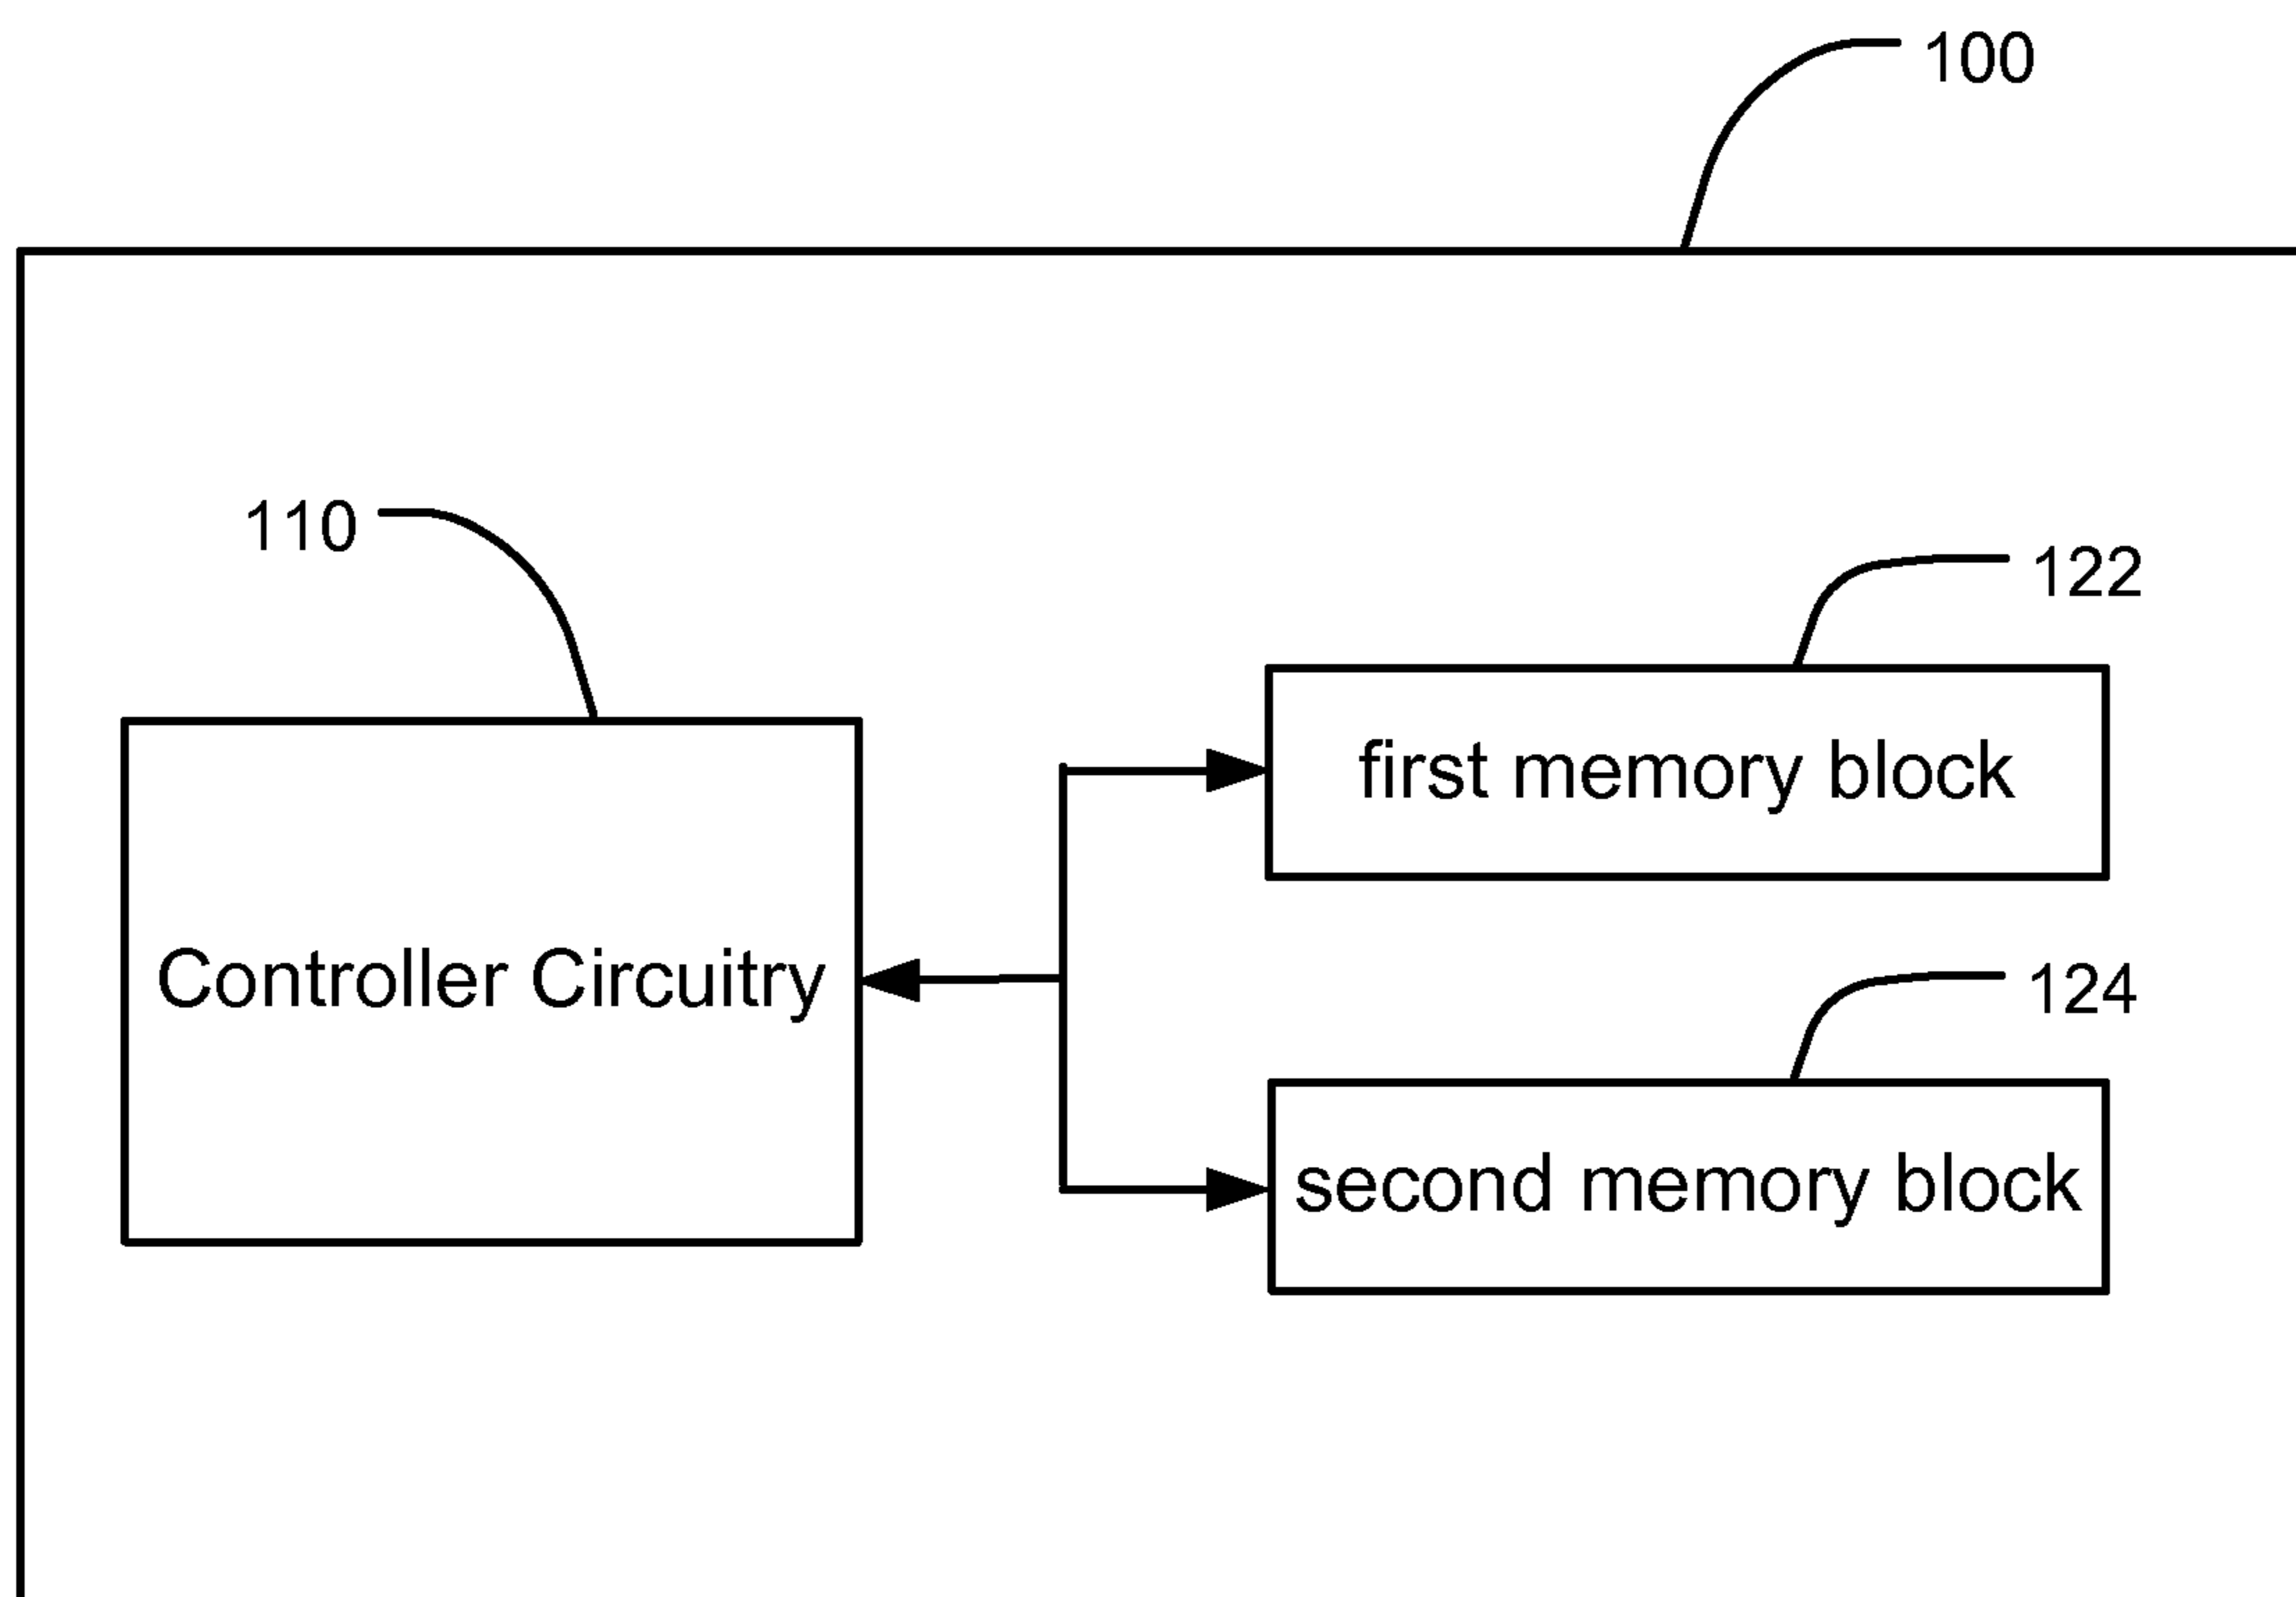 100
110
122
first memory block
Controller Circuitry
124
second memory block